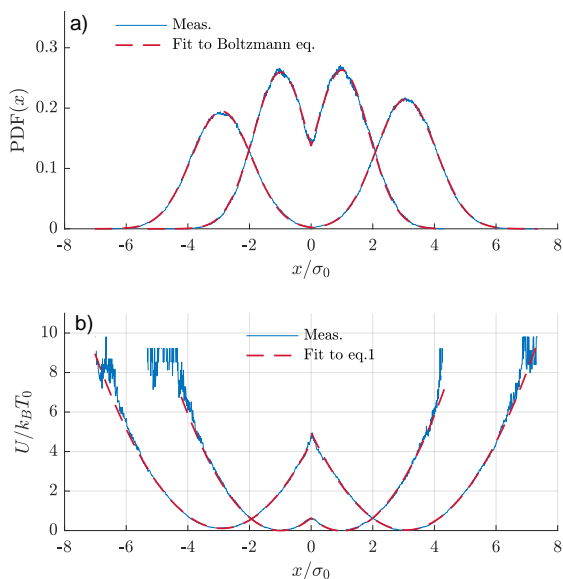 a)
Meas.
Fit to Boltzmann eq.
PDF(x)
0.3
0.2
0.1
0
-8 -6 -4 -2 0 2 4 6 8
x/σ₀
b)
Meas.
Fit to eq.1
U/k_BT₀
10
8
6
4
2
0
-8 -6 -4 -2 0 2 4 6 8
x/σ₀